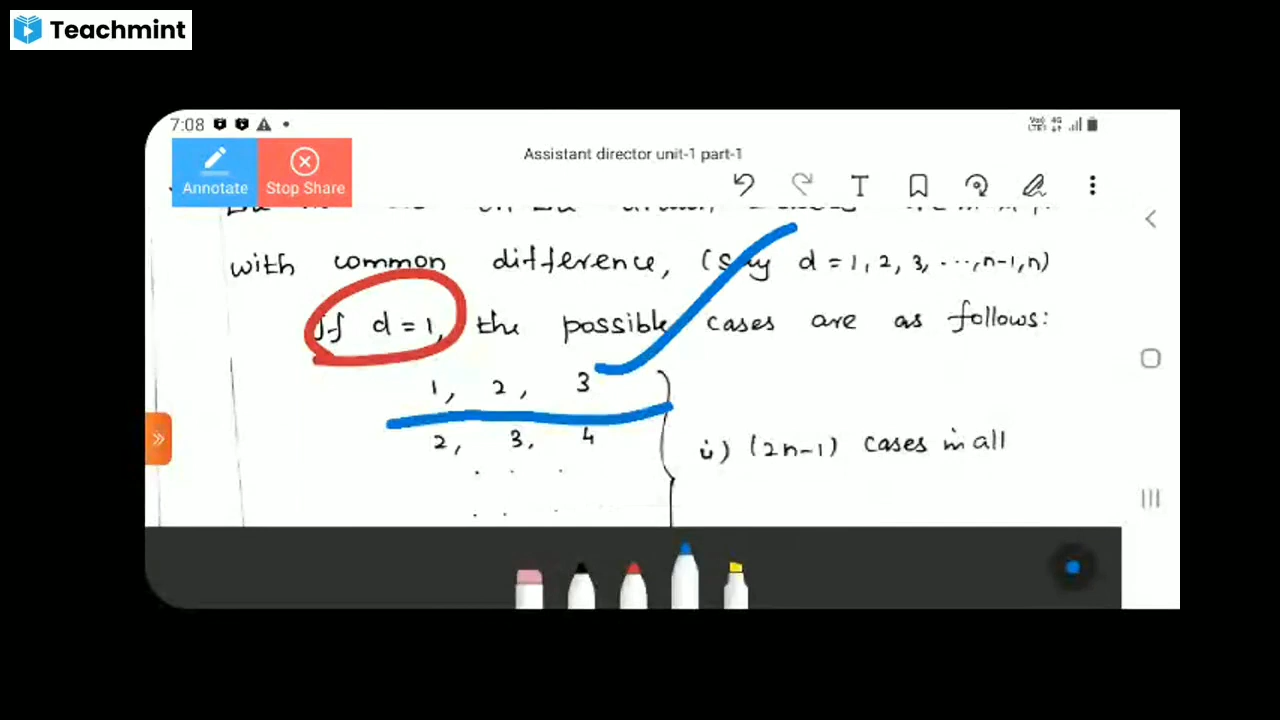 Teachmint
7:08
Annotate
Stop Share
Assistant director unit-1 part-1
T
with common difference, (say d = 1, 2, 3, ..., n-1, n)
If d = 1, the possible cases are as follows:
1, 2, 3
2, 3, 4
. . .
. . .
ii) (2n-1) cases in all